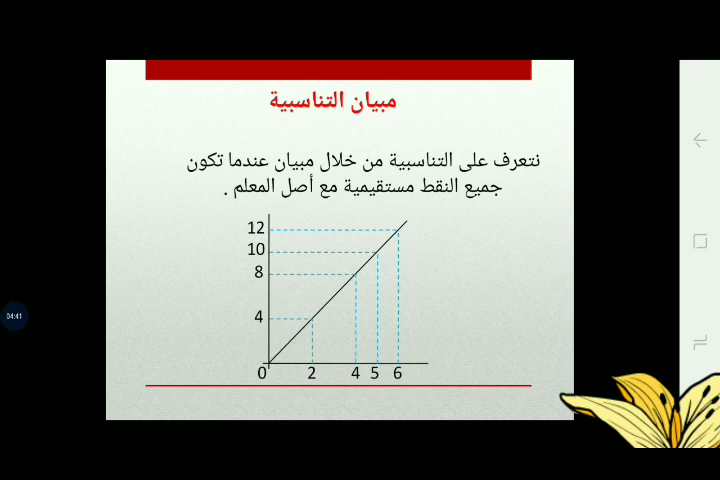 مبيان التناسبية
نتعرف على التناسبية من خلال مبيان عندما تكون
جميع النقط مستقيمية مع أصل المعلم .
12
10
8
4
0 2 4 5 6
04:41